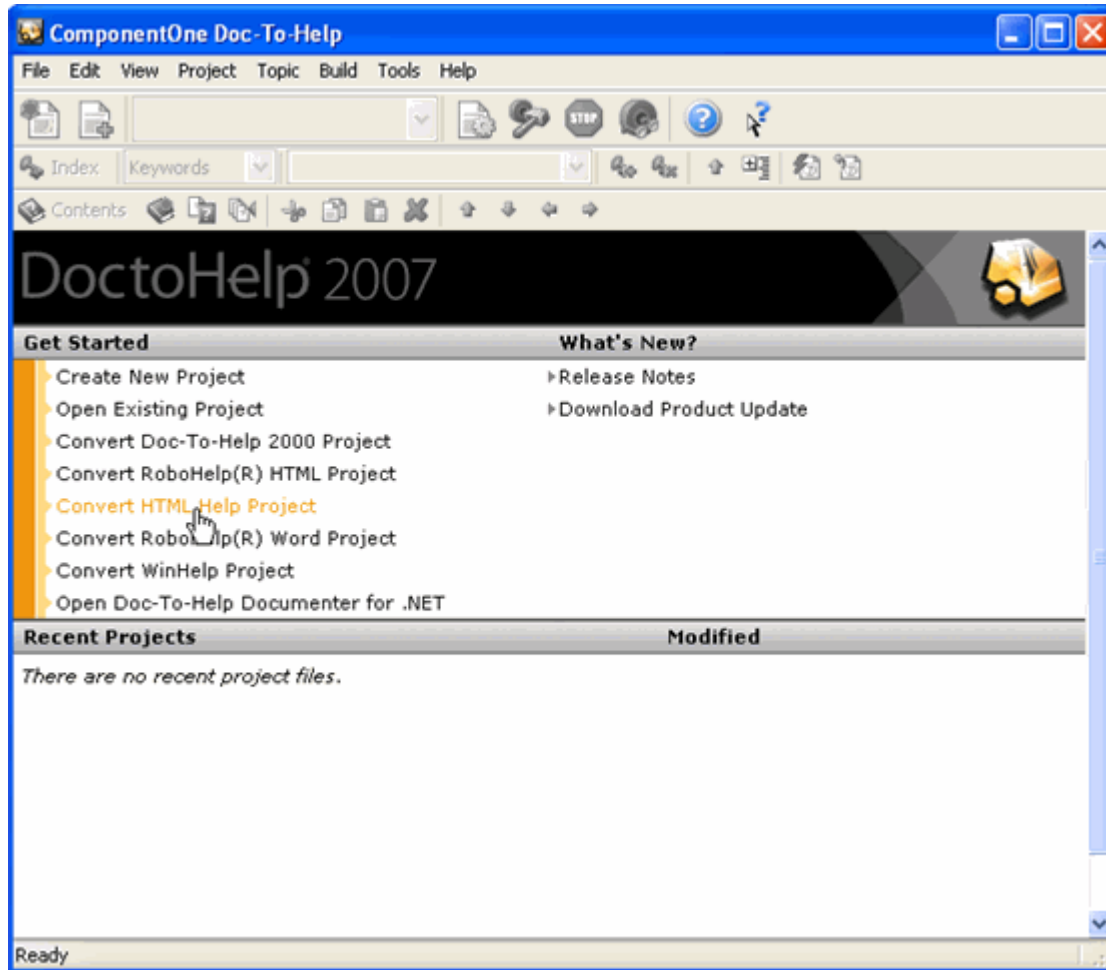 ComponentOne Doc-To-Help
File Edit View Project Topic Build Tools Help
STOP
Index Keywords
Contents
DoctoHelp 2007
Get Started What's New?
Create New Project Release Notes
Open Existing Project Download Product Update
Convert Doc-To-Help 2000 Project
Convert RoboHelp(R) HTML Project
Convert HTML Help Project
Convert RoboHelp(R) Word Project
Convert WinHelp Project
Open Doc-To-Help Documenter for .NET
Recent Projects Modified
There are no recent project files.
Ready